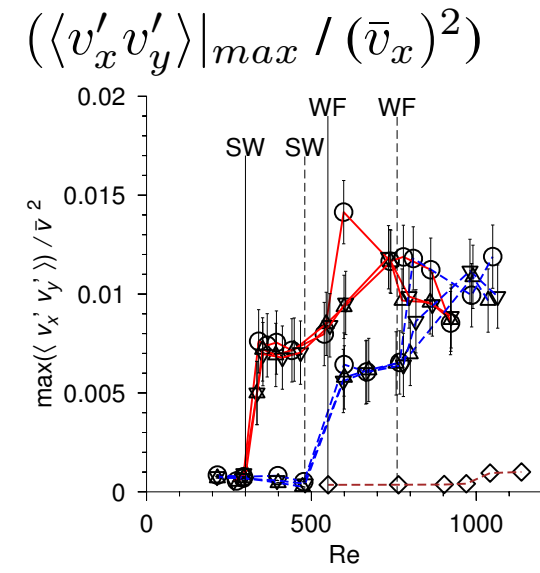 (⟨v′ₓv′ᵧ⟩|ₘₐₓ / (v̄ₓ)²)
0.02
WF WF
SW SW
0.015
0.01
0.005
0
max(⟨ vₓ' vᵧ' ⟩) / v̄ ²
0 500 1000
Re